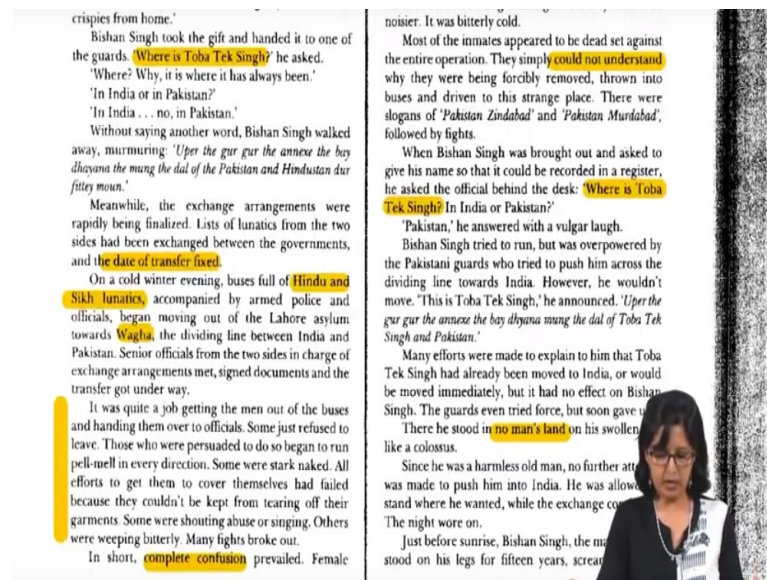 crispies from home.'
Bishan Singh took the gift and handed it to one of
the guards. 'Where is Toba Tek Singh?' he asked.
'Where? Why, it is where it has always been.'
'In India or in Pakistan?'
'In India . . . no, in Pakistan.'
Without saying another word, Bishan Singh walked
away, murmuring: 'Uper the gur gur the annexe the bay
dhayana the mung the dal of the Pakistan and Hindustan dur
fittey moun.'
Meanwhile, the exchange arrangements were
rapidly being finalized. Lists of lunatics from the two
sides had been exchanged between the governments,
and the date of transfer fixed.
On a cold winter evening, buses full of Hindu and
Sikh lunatics, accompanied by armed police and
officials, began moving out of the Lahore asylum
towards Wagha, the dividing line between India and
Pakistan. Senior officials from the two sides in charge of
exchange arrangements met, signed documents and the
transfer got under way.
It was quite a job getting the men out of the buses
and handing them over to officials. Some just refused to
leave. Those who were persuaded to do so began to run
pell-mell in every direction. Some were stark naked. All
efforts to get them to cover themselves had failed
because they couldn't be kept from tearing off their
garments. Some were shouting abuse or singing. Others
were weeping bitterly. Many fights broke out.
In short, complete confusion prevailed. Female
noisier. It was bitterly cold.
Most of the inmates appeared to be dead set against
the entire operation. They simply could not understand
why they were being forcibly removed, thrown into
buses and driven to this strange place. There were
slogans of 'Pakistan Zindabad' and 'Pakistan Murdabad',
followed by fights.
When Bishan Singh was brought out and asked to
give his name so that it could be recorded in a register,
he asked the official behind the desk: 'Where is Toba
Tek Singh? In India or Pakistan?'
'Pakistan,' he answered with a vulgar laugh.
Bishan Singh tried to run, but was overpowered by
the Pakistani guards who tried to push him across the
dividing line towards India. However, he wouldn't
move. 'This is Toba Tek Singh,' he announced. 'Uper the
gur gur the annexe the bay dhyana mung the dal of Toba Tek
Singh and Pakistan.'
Many efforts were made to explain to him that Toba
Tek Singh had already been moved to India, or would
be moved immediately, but it had no effect on Bishan
Singh. The guards even tried force, but soon gave
There he stood in no man's land on his swollen
like a colossus.
Since he was a harmless old man, no further
was made to push him into India. He was
stand where he wanted, while the exchange
The night wore on.
Just before sunrise, Bishan Singh, the
stood on his legs for fifteen years,